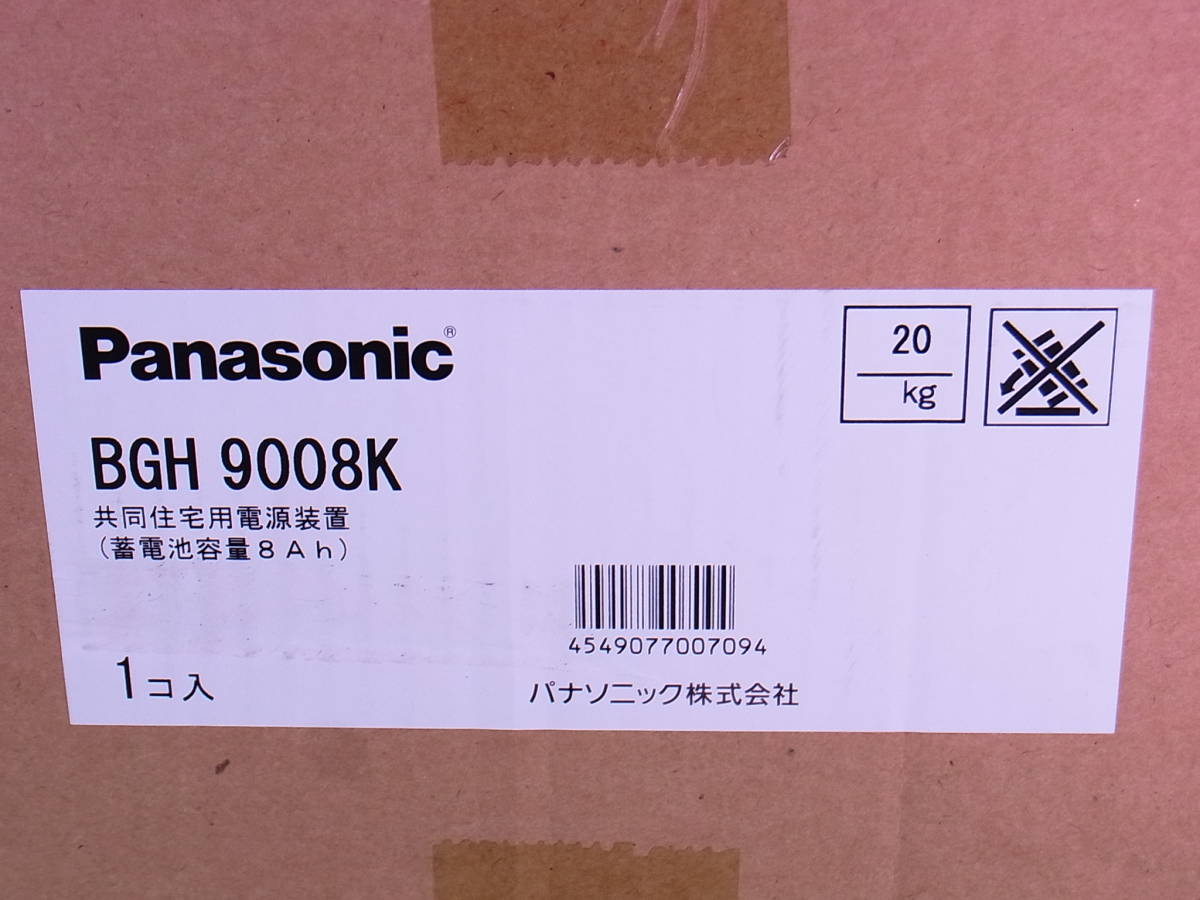 Panasonic®
20
kg
BGH 9008K
共同住宅用電源装置
（蓄電池容量８Ａｈ）
4549077007094
1コ入
パナソニック株式会社